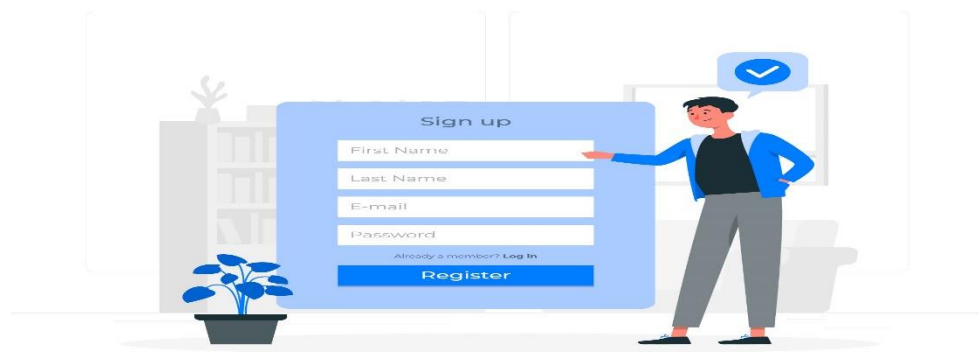 Sign up
First Name
Last Name
E-mail
Password
Already a member? Log In
Register